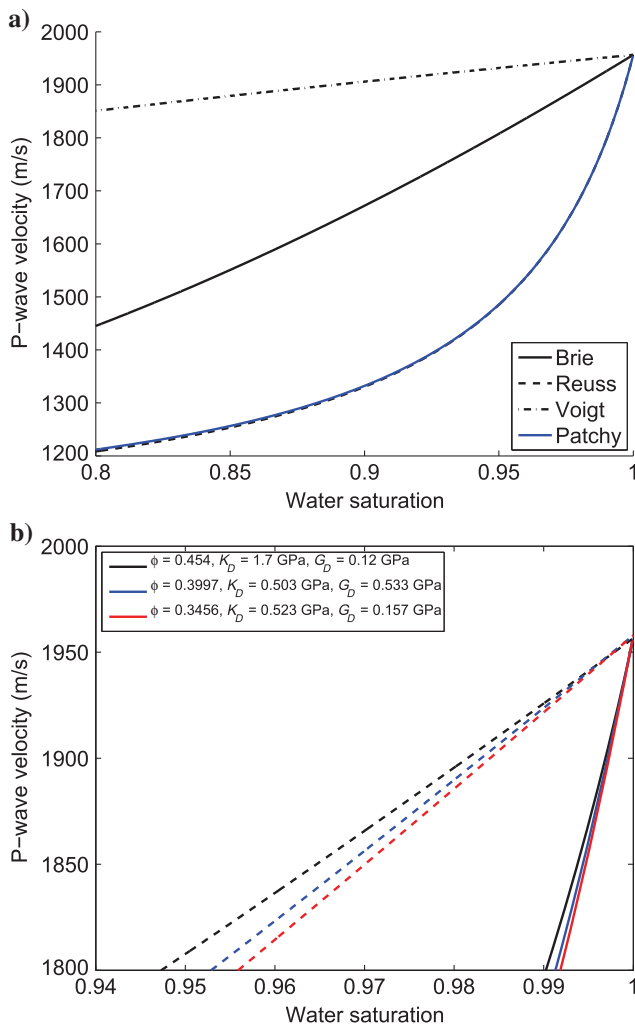 a)
2000
1900
1800
1700
1600
1500
1400
1300
1200
P−wave velocity (m/s)
Brie
Reuss
Voigt
Patchy
0.8
0.85
0.9
0.95
1
Water saturation
b)
2000
1950
1900
1850
1800
P−wave velocity (m/s)
ϕ = 0.454, K_D = 1.7 GPa, G_D = 0.12 GPa
ϕ = 0.3997, K_D = 0.503 GPa, G_D = 0.533 GPa
ϕ = 0.3456, K_D = 0.523 GPa, G_D = 0.157 GPa
0.94
0.95
0.96
0.97
0.98
0.99
1
Water saturation